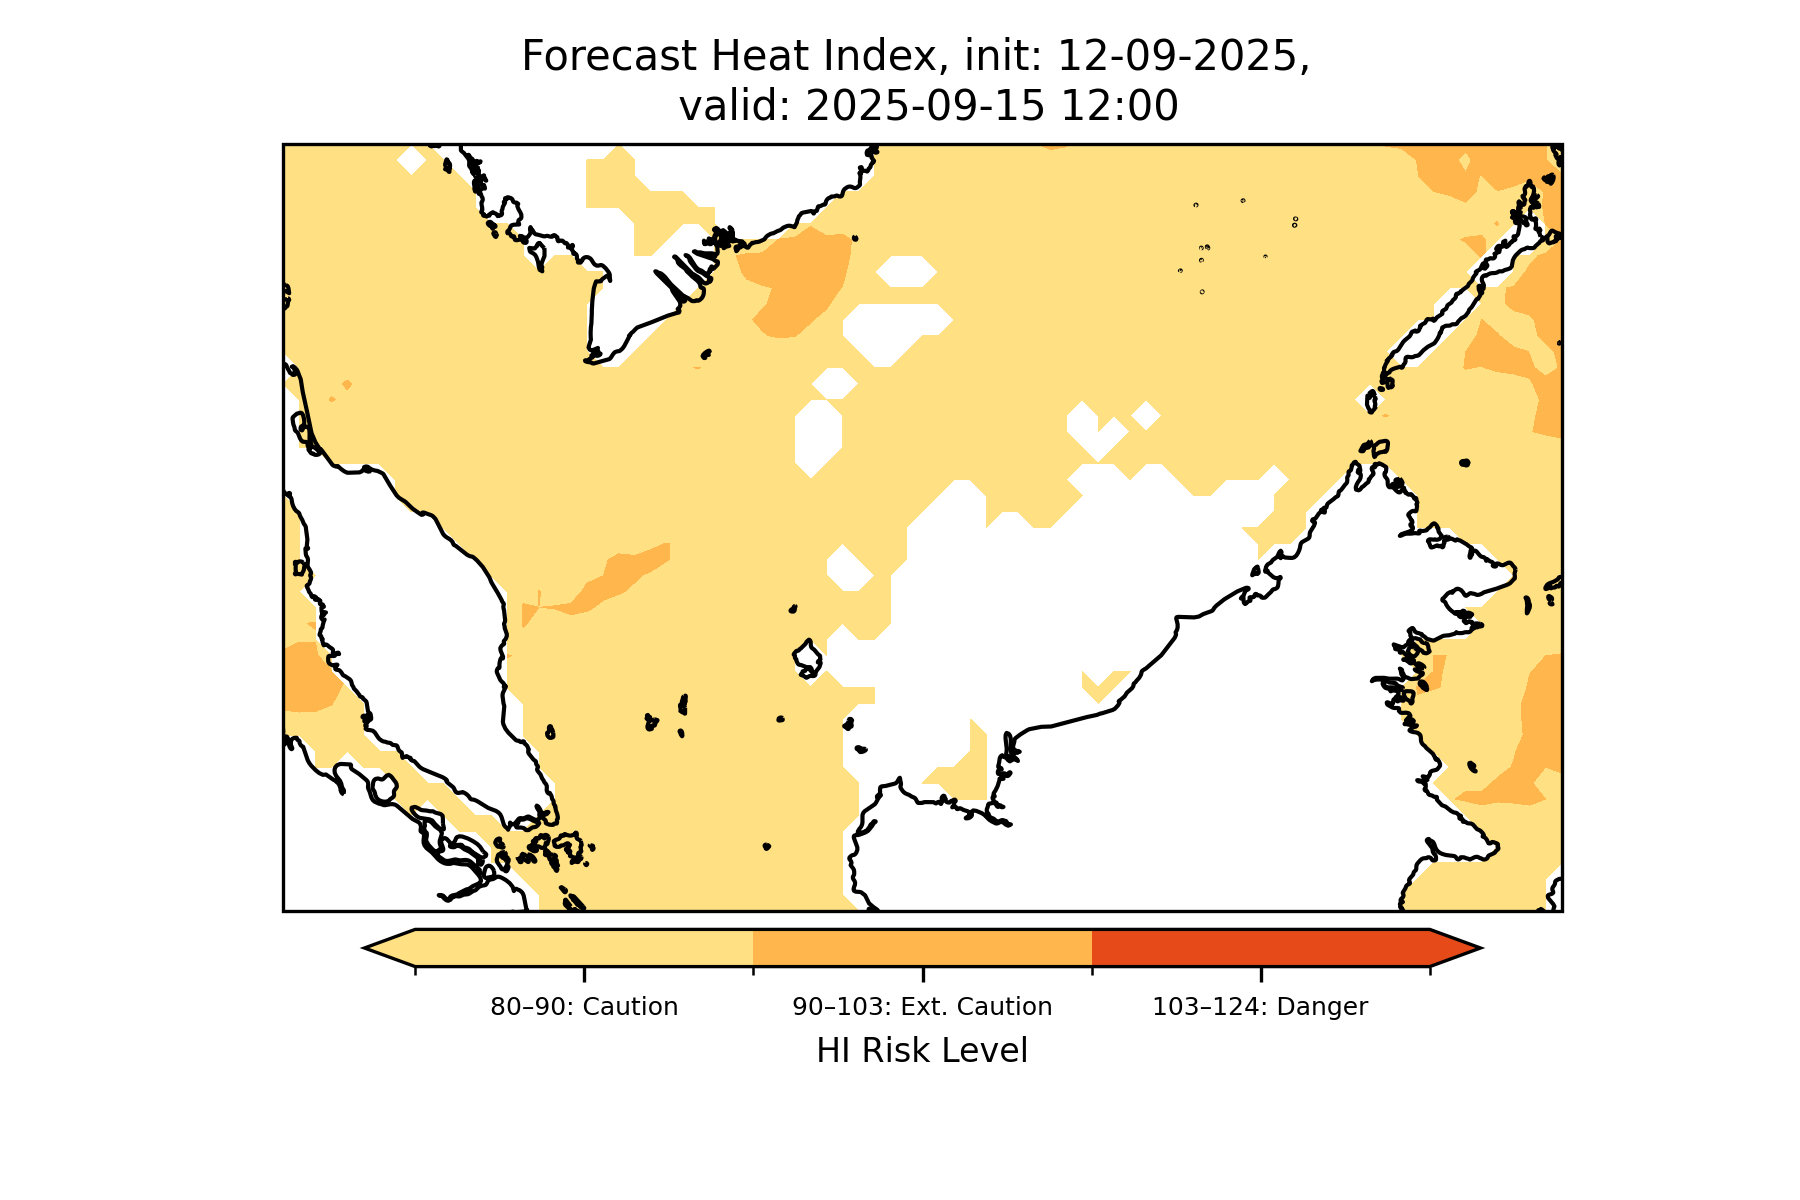 Forecast Heat Index, init: 12-09-2025,
valid: 2025-09-15 12:00
80–90: Caution
90–103: Ext. Caution
103–124: Danger
HI Risk Level